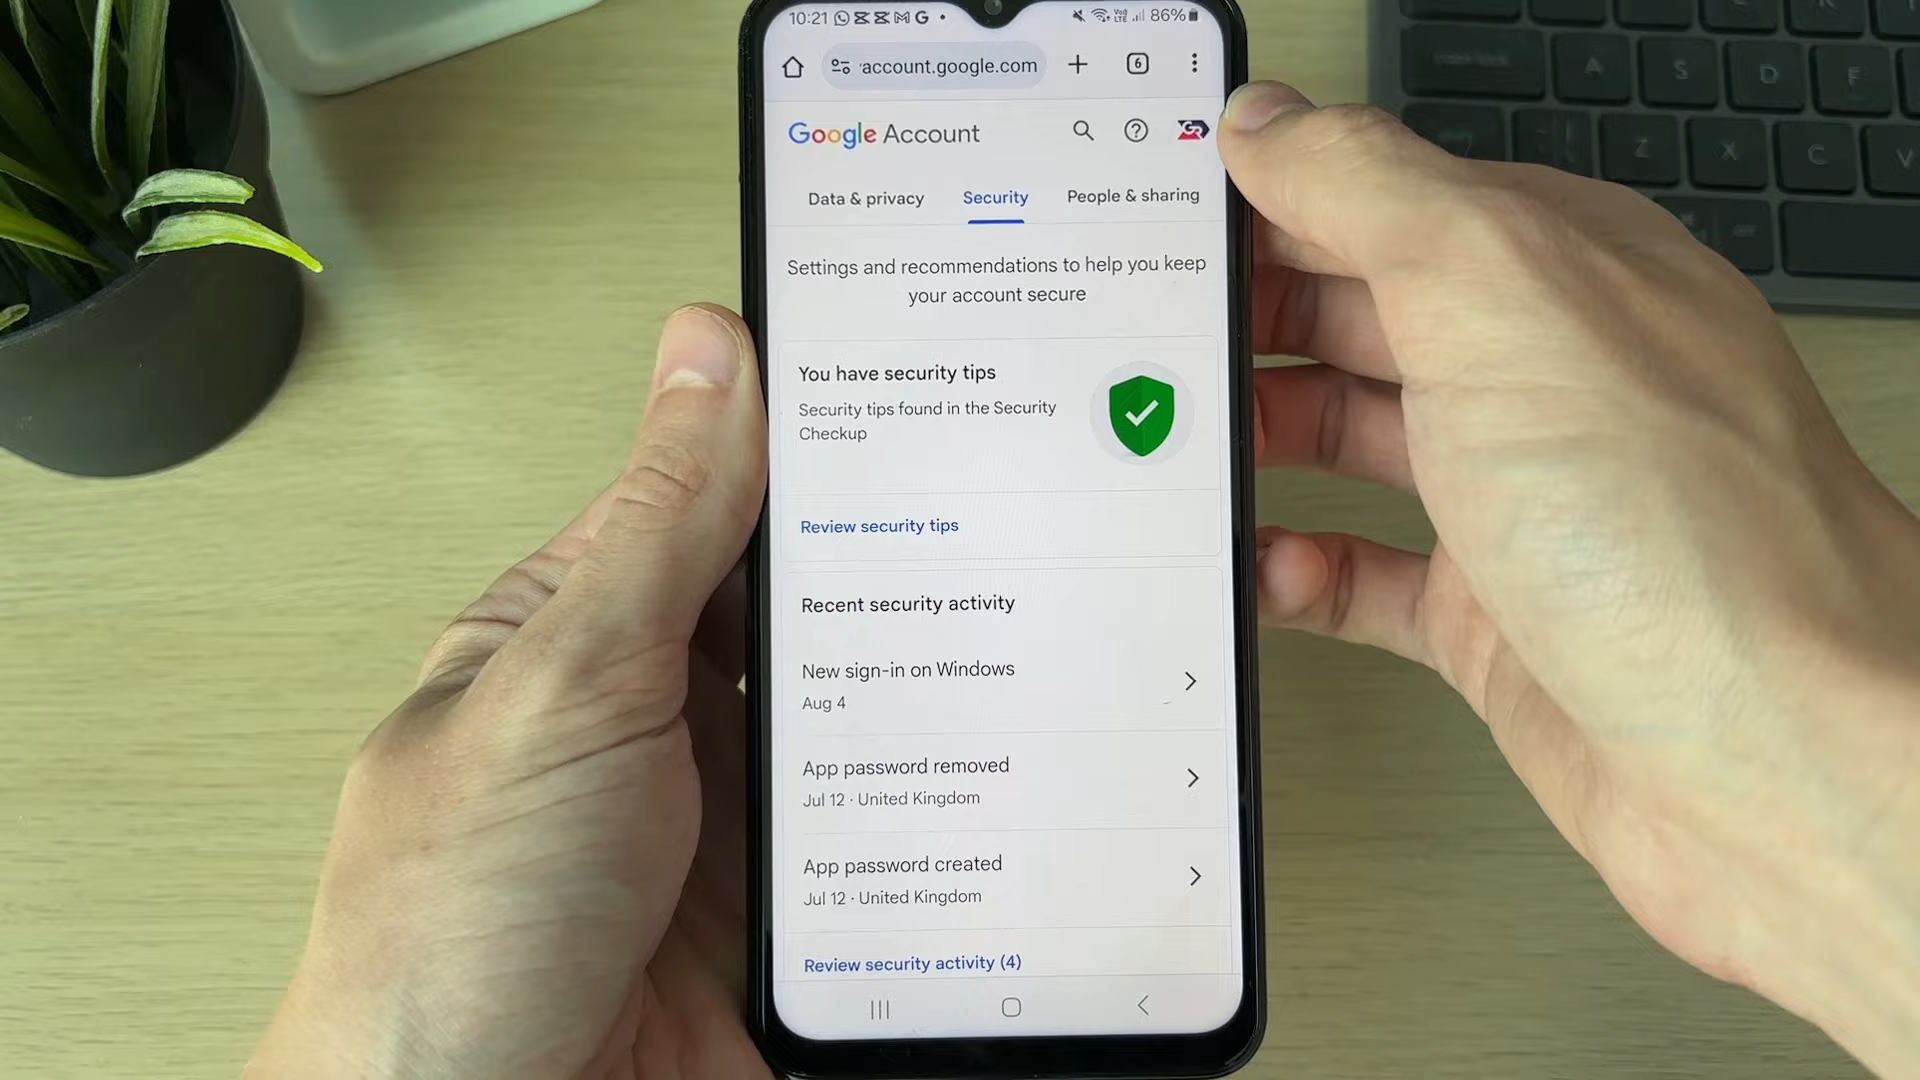 10:21 G 86%
account.google.com 6
Google Account
Data & privacy Security People & sharing
Settings and recommendations to help you keep
your account secure
You have security tips
Security tips found in the Security
Checkup
Review security tips
Recent security activity
New sign-in on Windows
Aug 4
App password removed
Jul 12 · United Kingdom
App password created
Jul 12 · United Kingdom
Review security activity (4)
A S D F
Z X C V